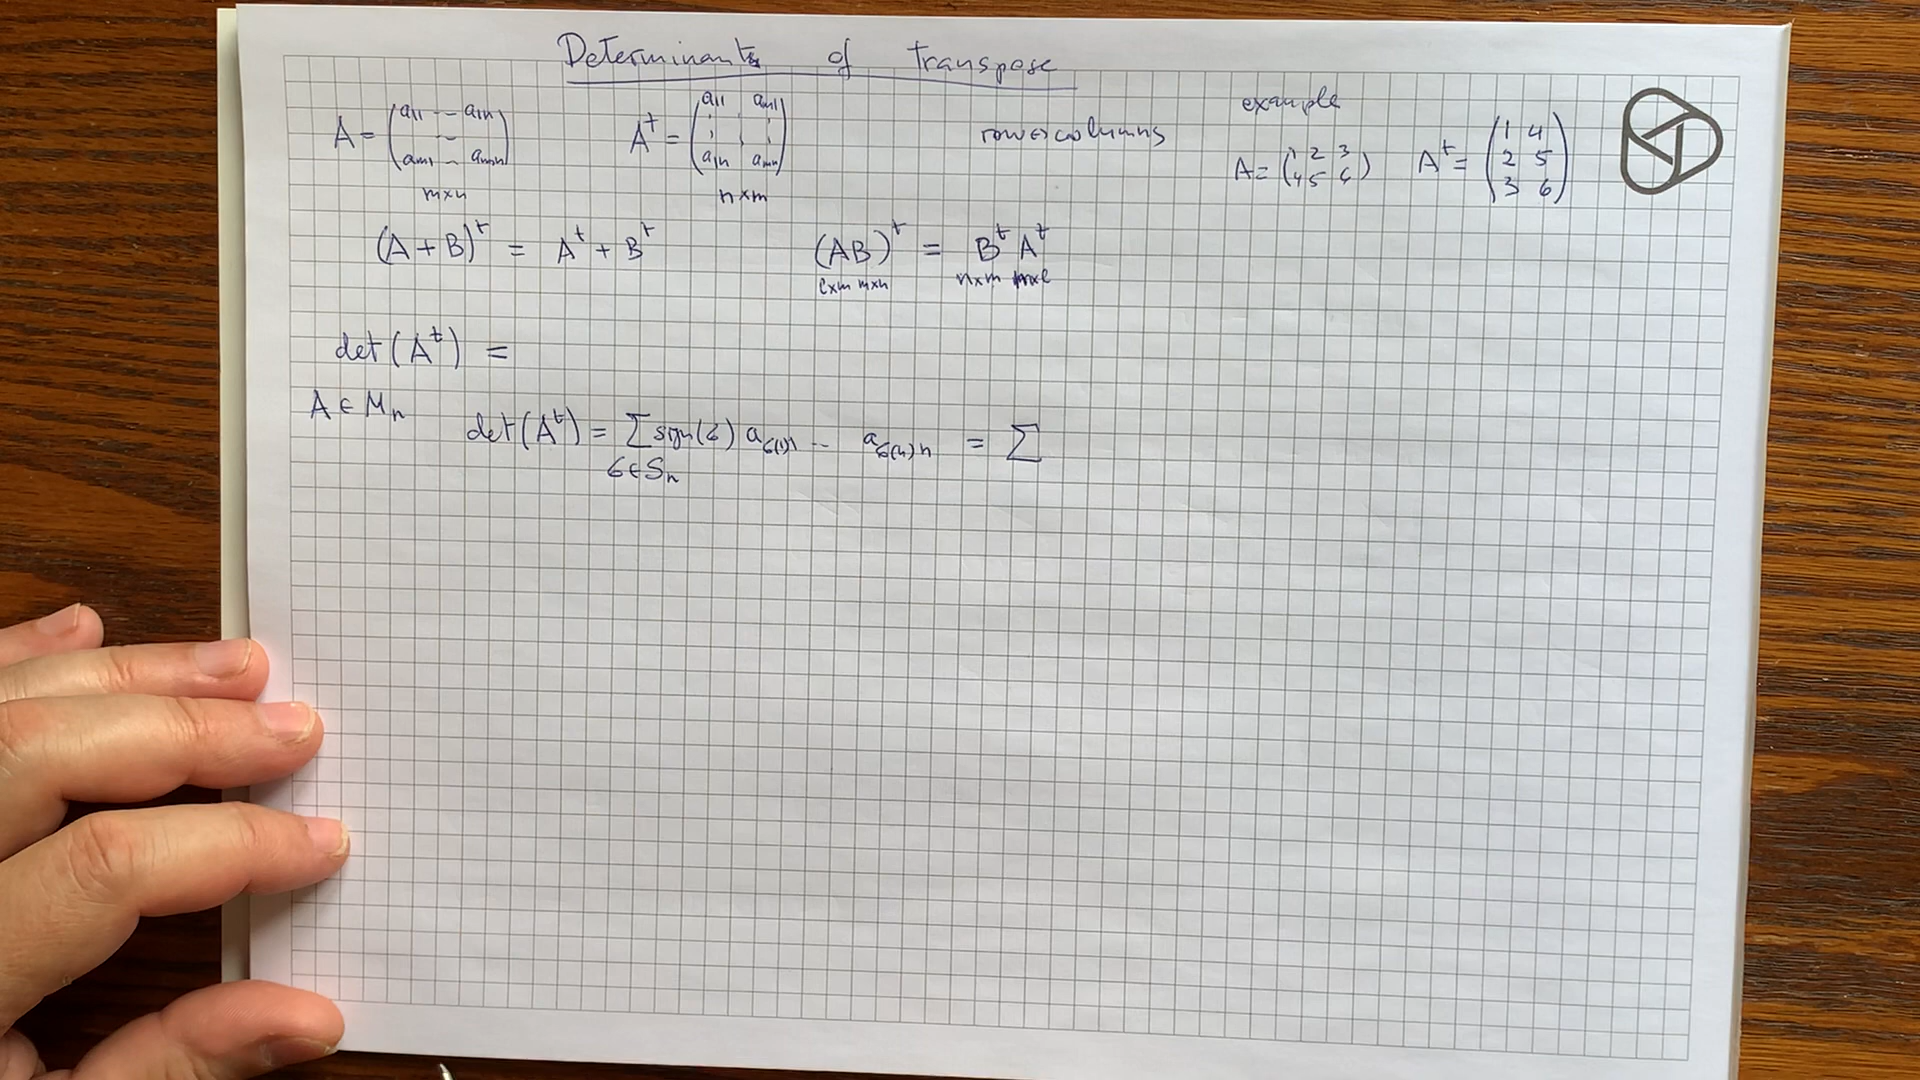 Determinants of transpose
A = (a11 -- a1n - am1 - amn) m×n A^t = (a11 am1 ⋮ ⋮ a1n amn) n×m rows↔columns example A = (1 2 3 4 5 6) A^t = (1 4 2 5 3 6)
(A + B)^t = A^t + B^t (AB)^t = B^t A^t
l×m m×n n×m m×l
det(A^t) =
A ∈ Mn det(A^t) = ∑ sign(σ) aσ(1)1 -- aσ(n)n = ∑
σ∈Sn